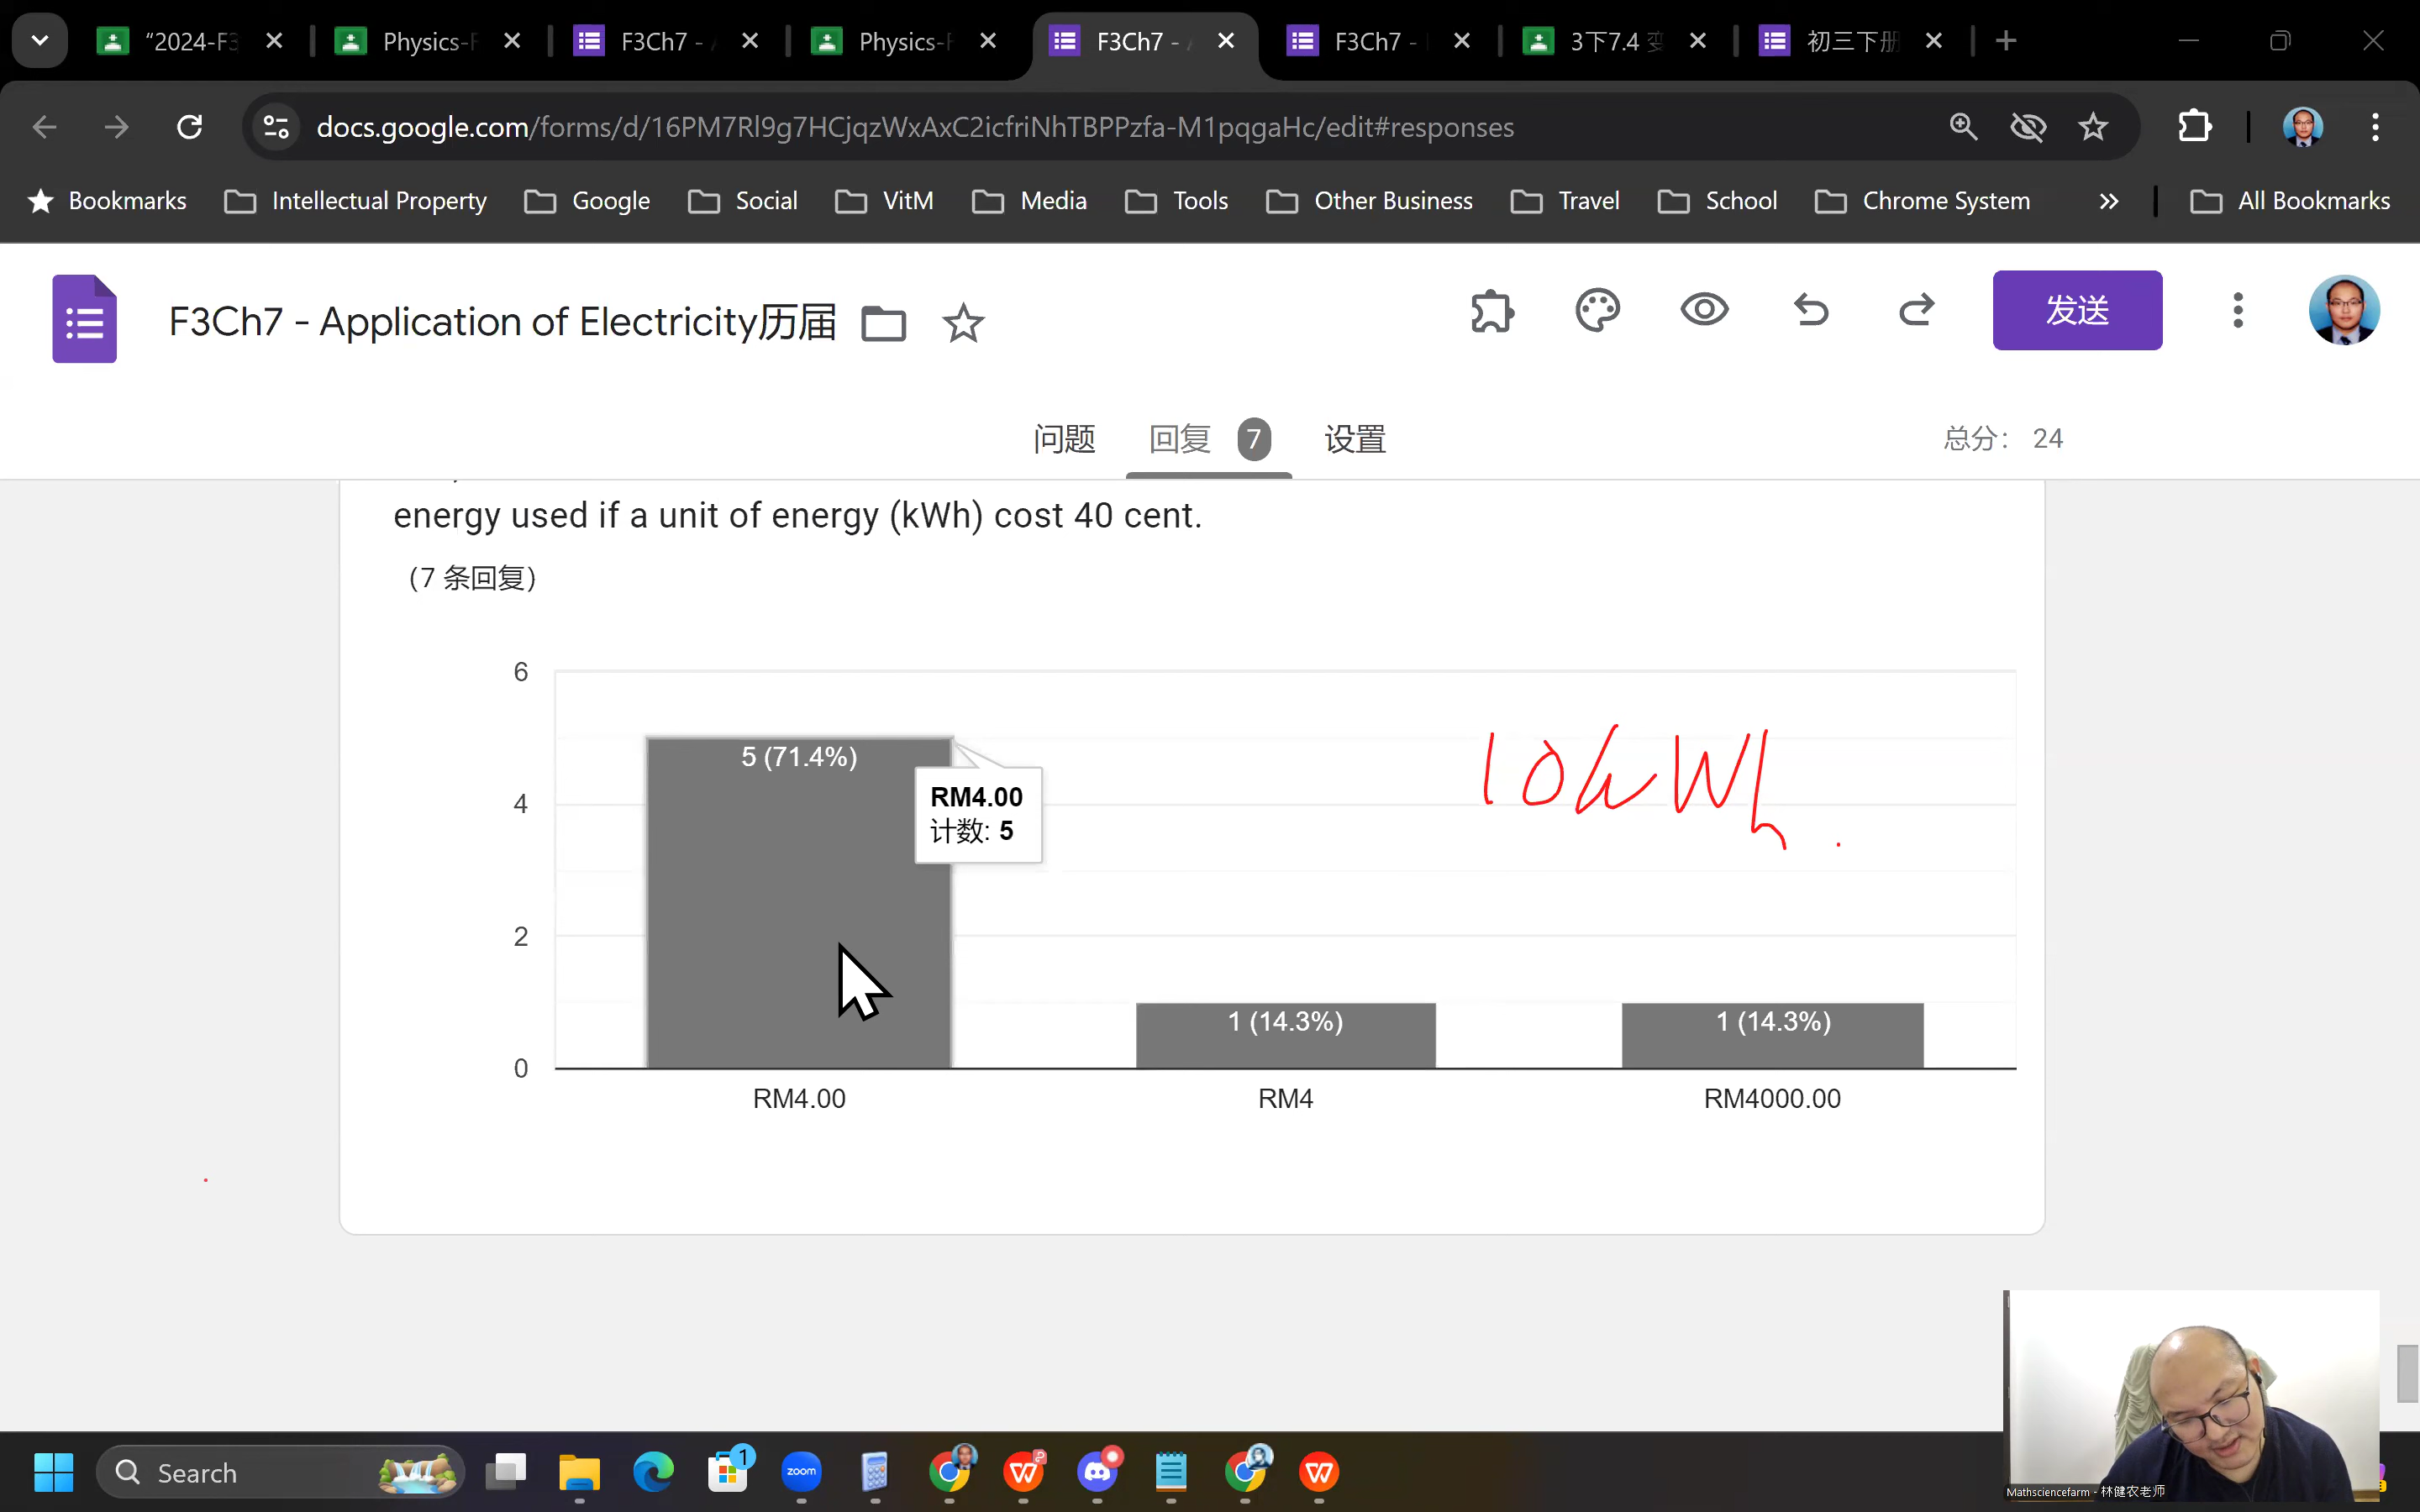 “2024-F3
Physics-F
F3Ch7 - A
Physics-F
F3Ch7 - A
F3Ch7 -
3下7.4 变
初三下册
docs.google.com/forms/d/16PM7Rl9g7HCjqzWxAxC2icfriNhTBPPzfa-M1pqgaHc/edit#responses
Bookmarks
Intellectual Property
Google
Social
VitM
Media
Tools
Other Business
Travel
School
Chrome System
All Bookmarks
F3Ch7 - Application of Electricity历届
发送
问题
回复 7
设置
总分： 24
energy used if a unit of energy (kWh) cost 40 cent.
(7 条回复)
6
4
2
0
5 (71.4%)
RM4.00
计数: 5
10kWh.
1 (14.3%)
1 (14.3%)
RM4.00
RM4
RM4000.00
Search
1
zoom
Mathsciencefarm - 林健农老师